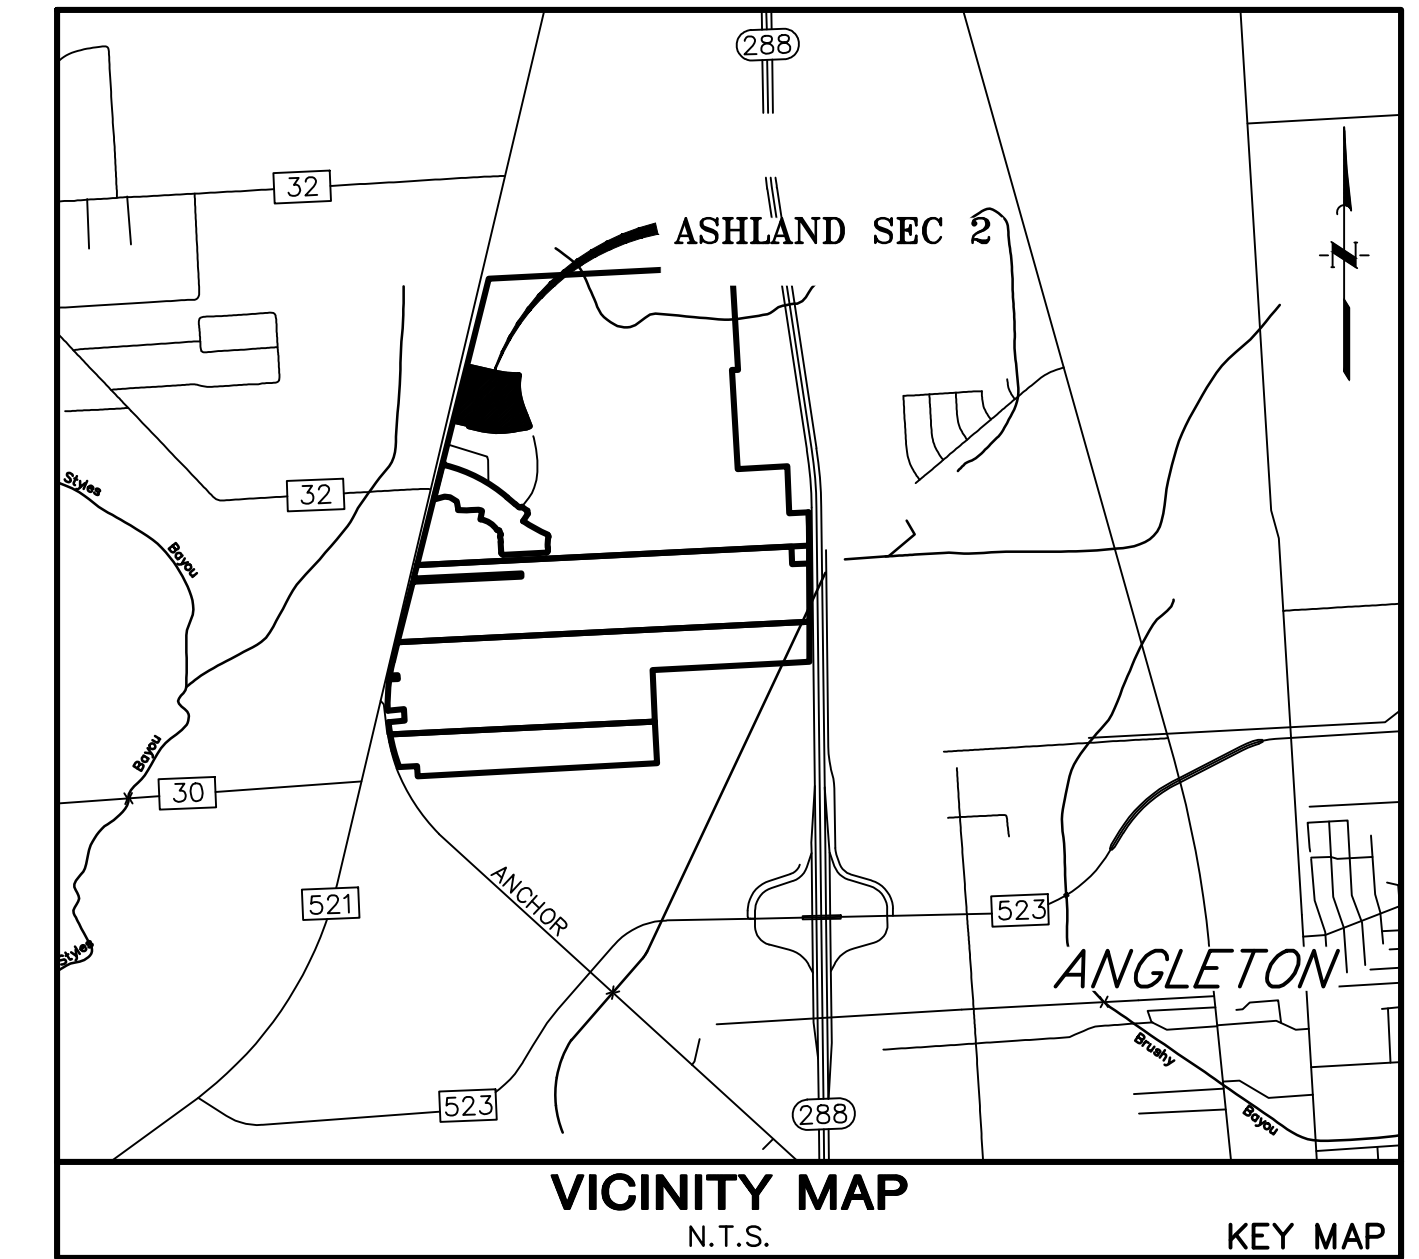 288
32
ASHLAND SEC 2
N
32
Styles
Bayou
Bayou
30
521
ANCHOR
523
Styles
ANGLETON
Brushy
523
288
Bayou
VICINITY MAP
N.T.S.
KEY MAP